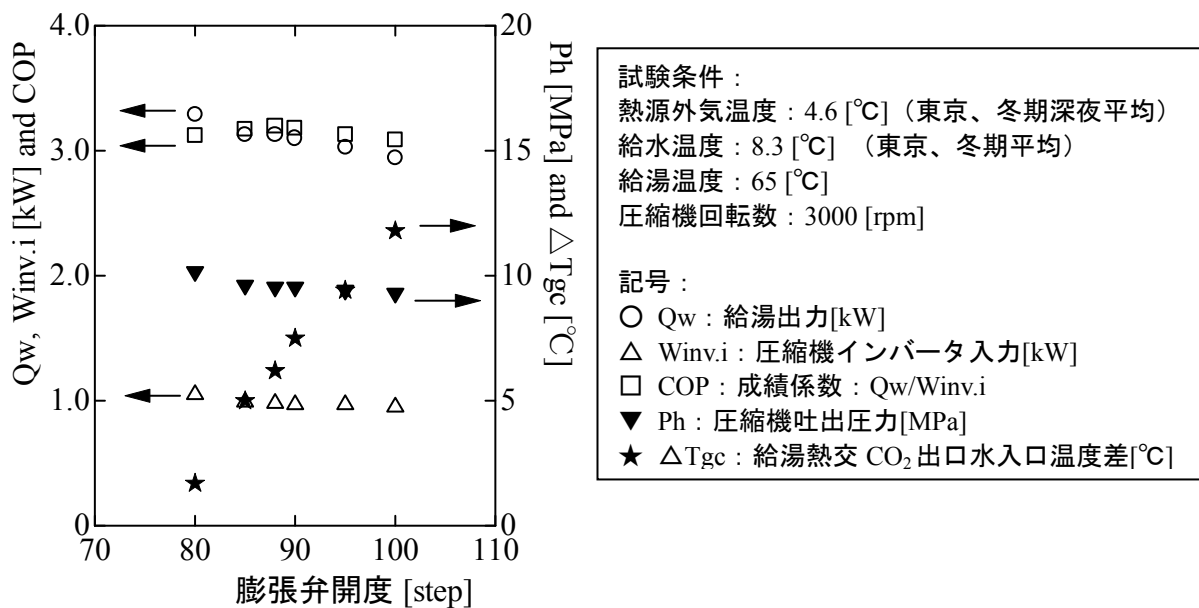 4.0
3.0
2.0
1.0
0
Qw, Winv.i [kW] and COP
20
15
10
5
0
Ph [MPa] and △Tgc [℃]
70 80 90 100 110
膨張弁開度 [step]
試験条件：
熱源外気温度：4.6 [℃]（東京、冬期深夜平均）
給水温度：8.3 [℃] （東京、冬期平均）
給湯温度：65 [℃]
圧縮機回転数：3000 [rpm]
記号：
○ Qw：給湯出力[kW]
△ Winv.i：圧縮機インバータ入力[kW]
□ COP：成績係数：Qw/Winv.i
▼ Ph：圧縮機吐出圧力[MPa]
★ △Tgc：給湯熱交 CO₂ 出口水入口温度差[℃]